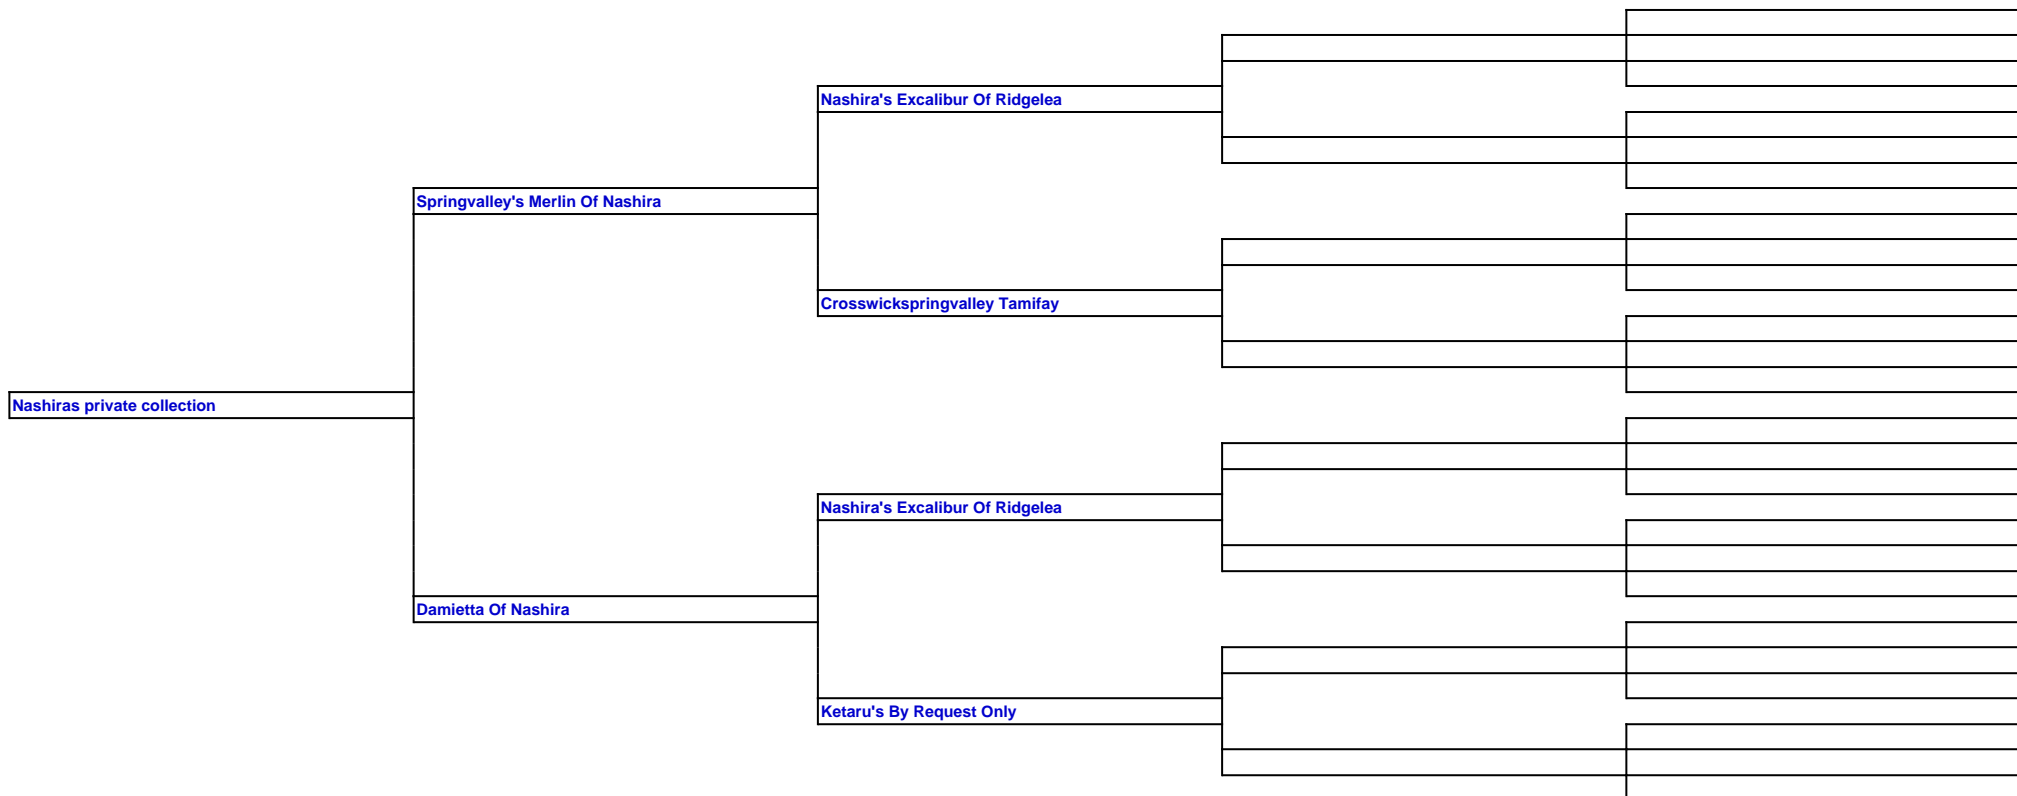 Nashira's Excalibur Of Ridgelea
Springvalley's Merlin Of Nashira
Crosswickspringvalley Tamifay
Nashiras private collection
Nashira's Excalibur Of Ridgelea
Damietta Of Nashira
Ketaru's By Request Only